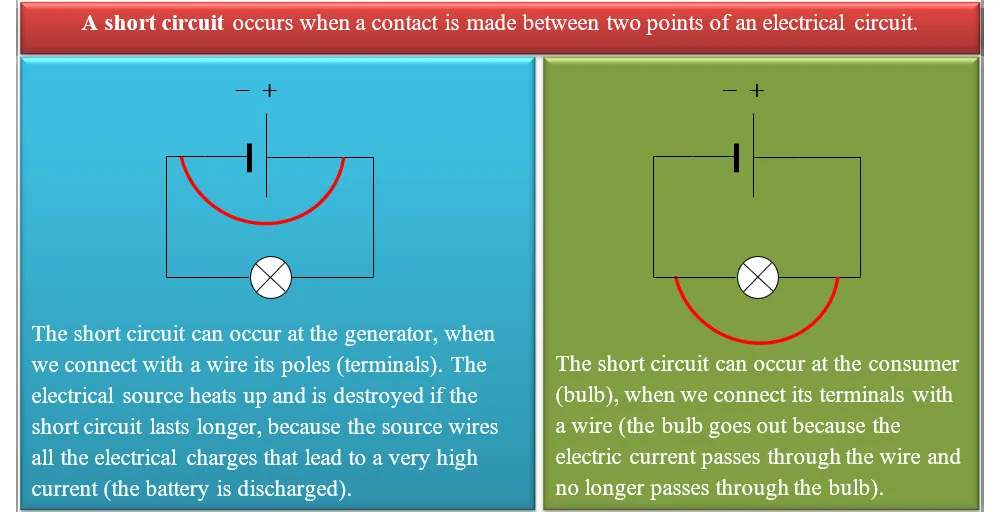 A short circuit occurs when a contact is made between two points of an electrical circuit.
− +
The short circuit can occur at the generator, when
we connect with a wire its poles (terminals). The
electrical source heats up and is destroyed if the
short circuit lasts longer, because the source wires
all the electrical charges that lead to a very high
current (the battery is discharged).
− +
The short circuit can occur at the consumer
(bulb), when we connect its terminals with
a wire (the bulb goes out because the
electric current passes through the wire and
no longer passes through the bulb).